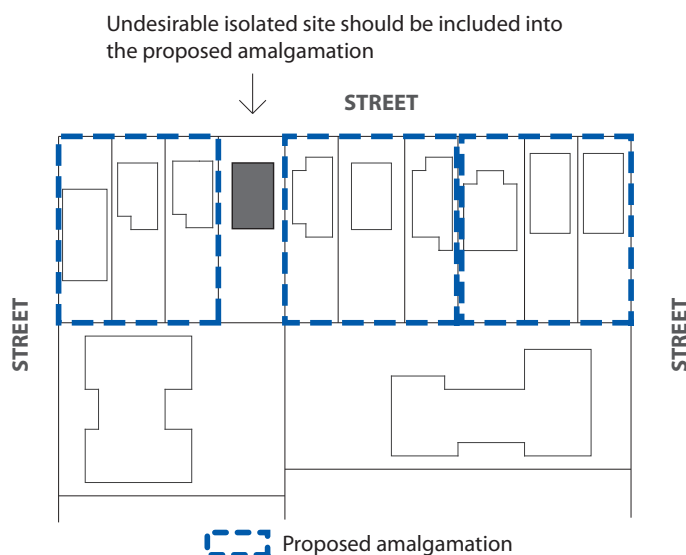 Undesirable isolated site should be included into
the proposed amalgamation
STREET
STREET
STREET
Proposed amalgamation